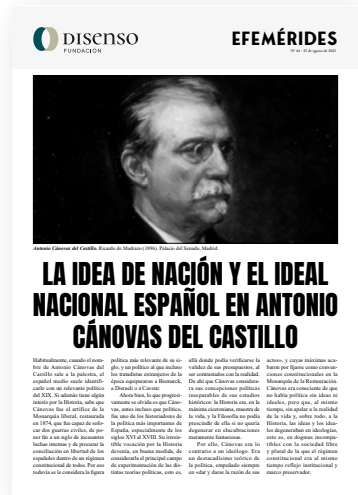 DISENSO
FUNDACIÓN
EFEMÉRIDES
Antonio Cánovas del Castillo. Ricardo de Madrazo (1896). Palacio del Senado, Madrid.
LA IDEA DE NACIÓN Y EL IDEAL
NACIONAL ESPAÑOL EN ANTONIO
CÁNOVAS DEL CASTILLO
Habitualmente, cuando el nom-
bre de Antonio Cánovas del
Castillo sale a la palestra, el
español medio suele identifi-
carlo con un relevante político
del XIX. Si además tiene algún
interés por la Historia, sabe que
Cánovas fue el artífice de la
Monarquía liberal, restaurada
en 1874, que fue capaz de sofo-
car dos guerras civiles, de po-
ner fin a un siglo de incesantes
luchas internas y de procurar la
conciliación en libertad de los
españoles dentro de un régimen
constitucional de todos. Por eso
todavía se le considera la figura
política más relevante de su si-
glo, y un político al que incluso
los tratadistas extranjeros de la
época equipararon a Bismarck,
a Disraeli o a Cavour.
Ahora bien, lo que progresi-
vamente se olvida es que Cáno-
vas, antes incluso que político,
fue uno de los historiadores de
la política más importantes de
España, especialmente de los
siglos XVI al XVIII. Su irresis-
tible vocación por la Historia
devenía, en buena medida, de
considerarla el principal campo
de experimentación de las dis-
tintas teorías políticas, esto es,
allá donde podía verificarse la
validez de sus presupuestos, al
ser contrastados con la realidad.
De ahí que Cánovas considera-
ra sus concepciones políticas
inseparables de sus estudios
históricos: la Historia era, en la
máxima ciceroniana, maestra de
la vida, y la Filosofía no podía
prescindir de ella si no quería
degenerar en elucubraciones
meramente fantasiosas.
Por ello, Cánovas era lo
contrario a un ideólogo. Era
un destacadísimo teórico de
la política, empeñado siempre
en «dar y darse la razón de sus
actos», y cuyas máximas aca-
baron por fijarse como conven-
ciones constitucionales en la
Monarquía de la Restauración.
Cánovas era consciente de que
no había política sin ideas ni
ideales, pero que, al mismo
tiempo, sin apelar a la realidad
de la vida y, sobre todo, a la
Historia, las ideas y los idea-
les degeneraban en ideologías,
esto es, en dogmas incompa-
tibles con la sociedad libre
y plural de la que el régimen
constitucional era al mismo
tiempo reflejo institucional y
marco preservador.